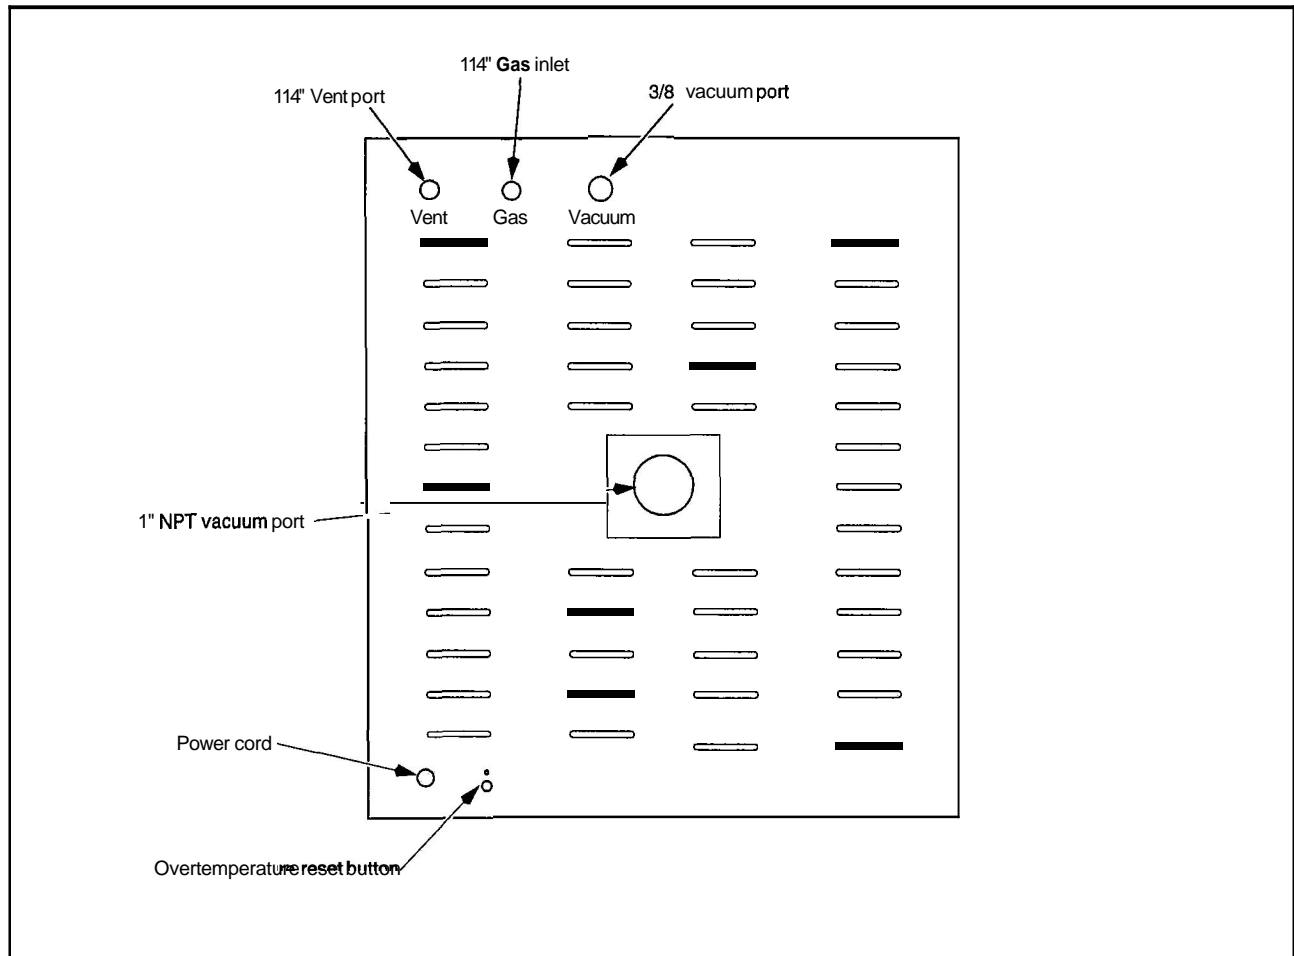 114" Gas inlet
114" Vent port
3/8 vacuum port
Vent
Gas
Vacuum
1" NPT vacuum port
Power cord
Overtemperature reset button